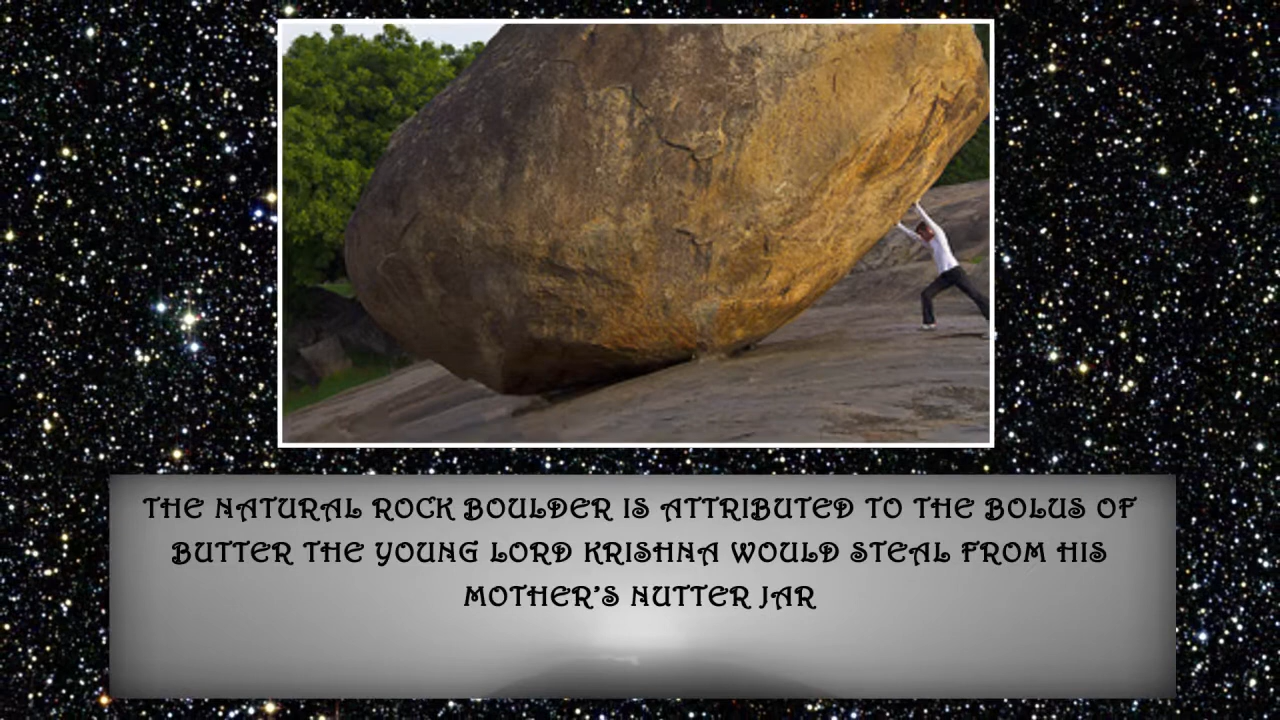 THE NATURAL ROCK BOULDER IS ATTRIBUTED TO THE BOLUS OF
BUTTER THE YOUNG LORD KRISHNA WOULD STEAL FROM HIS
MOTHER'S NUTTER JAR